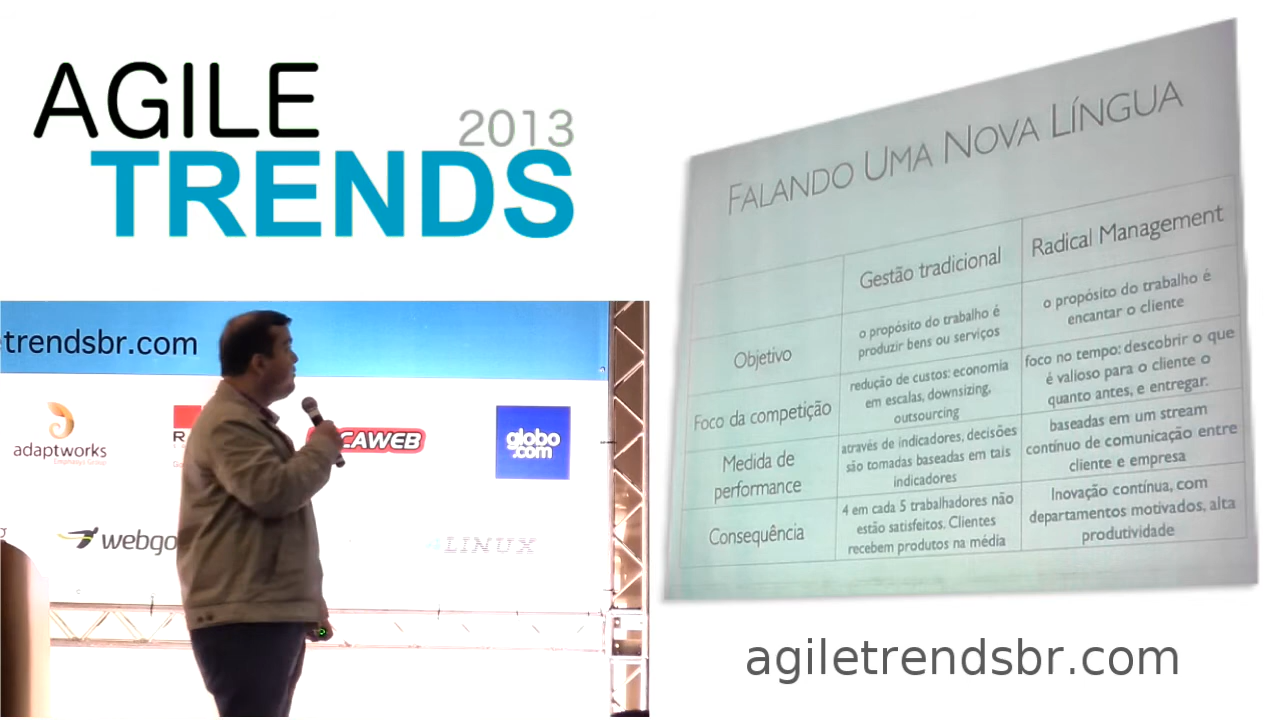 AGILE
2013
TRENDS
trendsbr.com
adaptworks
CAWEB
globo
.com
webgo
LINUX
FALANDO UMA NOVA LÍNGUA
Gestão tradicional
Radical Management
Objetivo
o propósito do trabalho é
produzir bens ou serviços
o propósito do trabalho é
encantar o cliente
Foco da competição
redução de custos: economia
em escalas, downsizing,
outsourcing
foco no tempo: descobrir o que
é valioso para o cliente o
quanto antes, e entregar.
Medida de
performance
através de indicadores, decisões
são tomadas baseadas em tais
indicadores
baseadas em um stream
contínuo de comunicação entre
cliente e empresa
Consequência
4 em cada 5 trabalhadores não
estão satisfeitos. Clientes
recebem produtos na média
Inovação contínua, com
departamentos motivados, alta
produtividade
agiletrendsbr.com